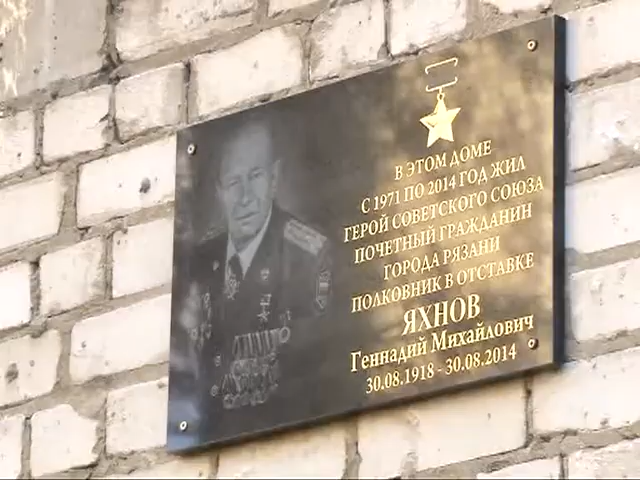 В ЭТОМ ДОМЕ
С 1971 ПО 2014 ГОД ЖИЛ
ГЕРОЙ СОВЕТСКОГО СОЮЗА
ПОЧЕТНЫЙ ГРАЖДАНИН
ГОРОДА РЯЗАНИ
ПОЛКОВНИК В ОТСТАВКЕ
ЯХНОВ
Геннадий Михайлович
30.08.1918 - 30.08.2014